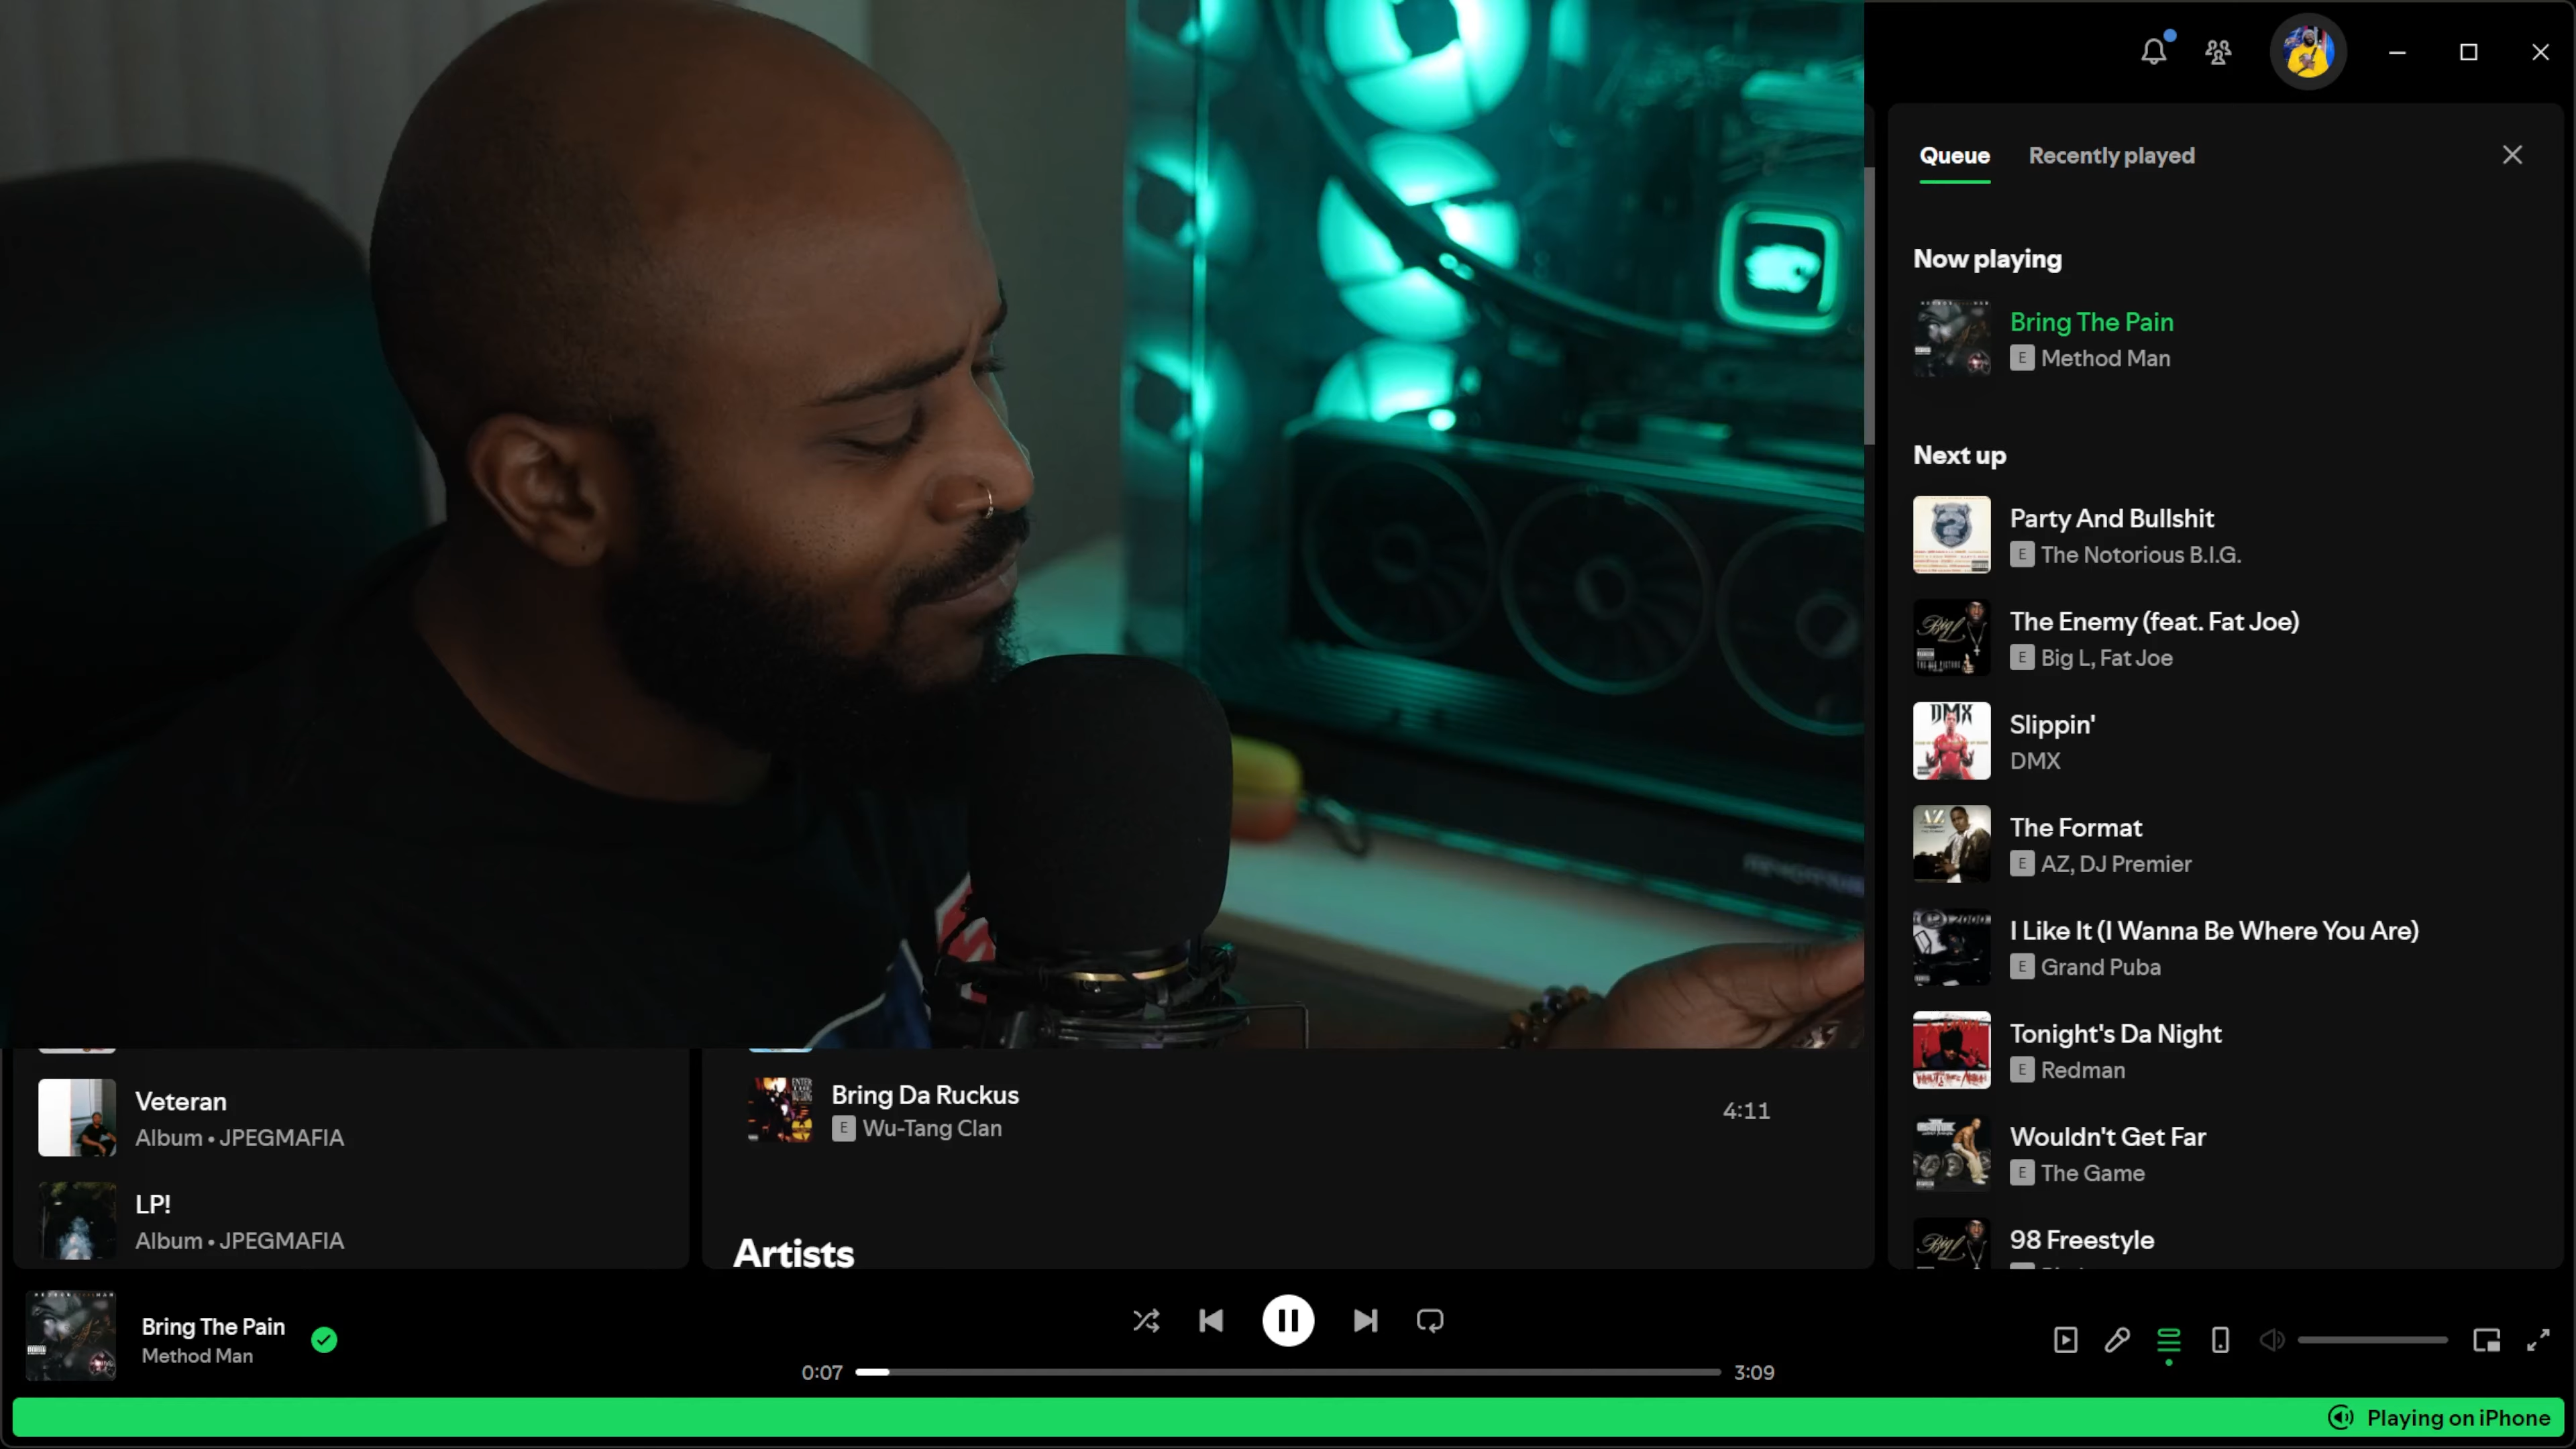 Queue
Recently played
Now playing
Bring The Pain
E Method Man
Next up
Party And Bullshit
E The Notorious B.I.G.
The Enemy (feat. Fat Joe)
E Big L, Fat Joe
Slippin'
DMX
The Format
E AZ, DJ Premier
I Like It (I Wanna Be Where You Are)
E Grand Puba
Tonight's Da Night
E Redman
Wouldn't Get Far
E The Game
98 Freestyle
Veteran
Album • JPEGMAFIA
LP!
Album • JPEGMAFIA
Bring Da Ruckus
E Wu-Tang Clan
4:11
Artists
Bring The Pain
Method Man
0:07
3:09
Playing on iPhone